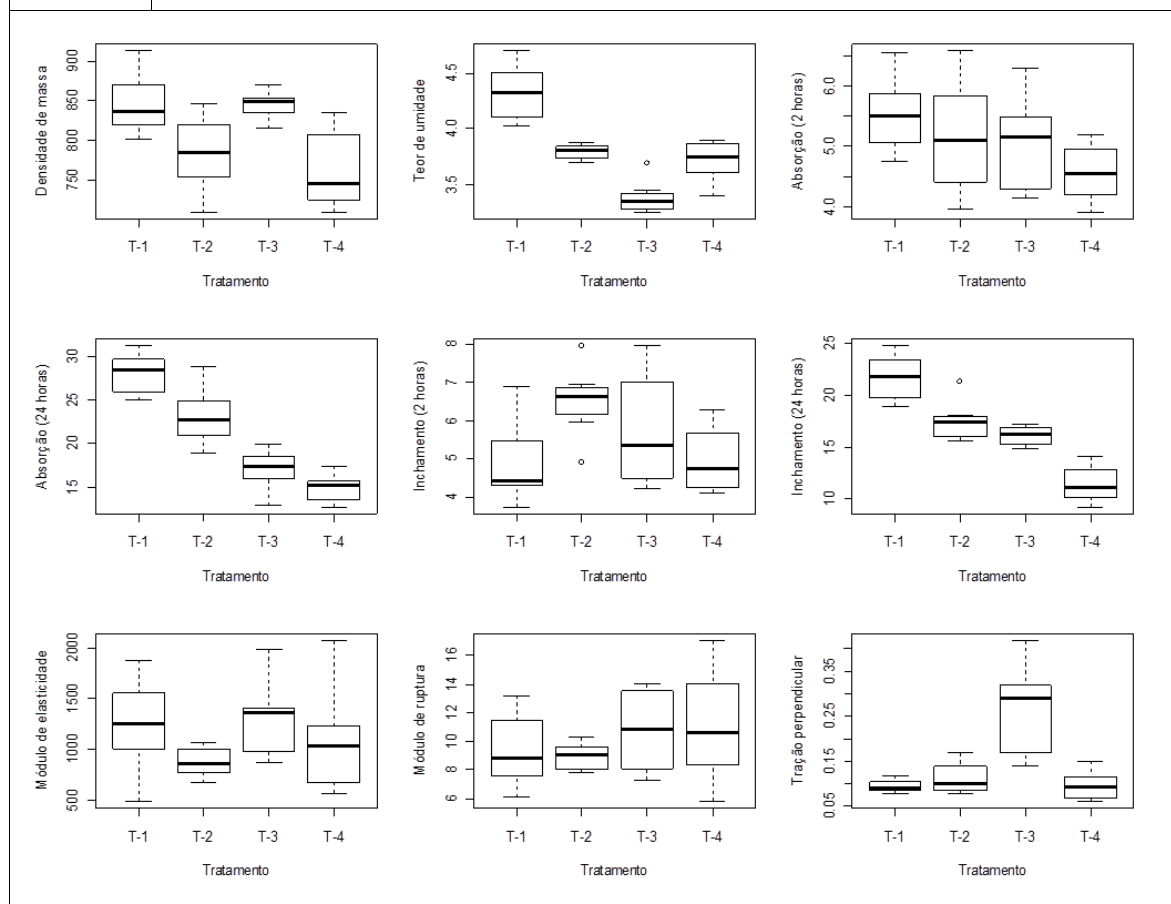 Densidade de massa
750 800 850 900
T-1 T-2 T-3 T-4
Tratamento
Teor de umidade
3.5 4.0 4.5
T-1 T-2 T-3 T-4
Tratamento
Absorção (2 horas)
4.0 5.0 6.0
T-1 T-2 T-3 T-4
Tratamento
Absorção (24 horas)
15 20 25 30
T-1 T-2 T-3 T-4
Tratamento
Inchamento (2 horas)
4 5 6 7 8
T-1 T-2 T-3 T-4
Tratamento
Inchamento (24 horas)
10 15 20 25
T-1 T-2 T-3 T-4
Tratamento
Módulo de elasticidade
500 1000 1500 2000
T-1 T-2 T-3 T-4
Tratamento
Módulo de ruptura
6 8 10 12 14 16
T-1 T-2 T-3 T-4
Tratamento
Tração perpendicular
0.05 0.15 0.25 0.35
T-1 T-2 T-3 T-4
Tratamento